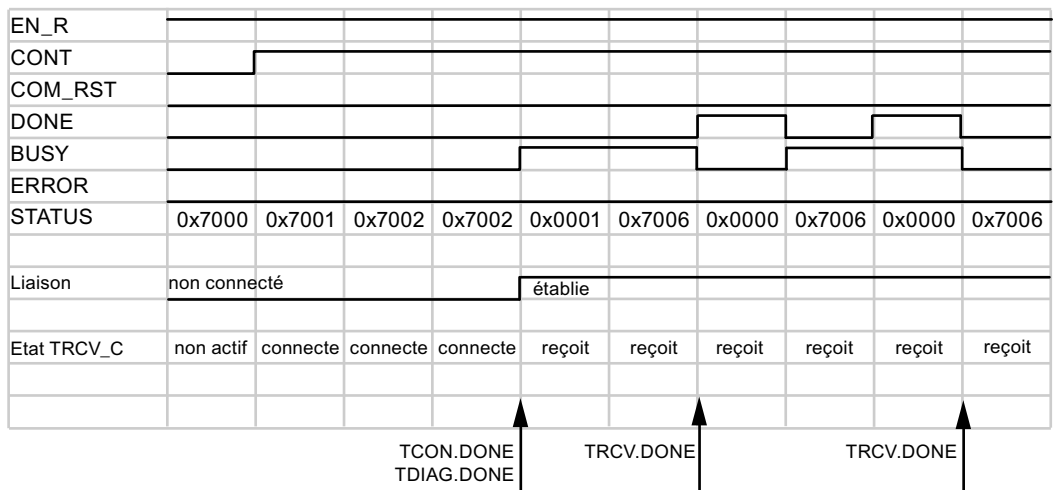 EN_R
CONT
COM_RST
DONE
BUSY
ERROR
STATUS 0x7000 0x7001 0x7002 0x7002 0x0001 0x7006 0x0000 0x7006 0x0000 0x7006
Liaison non connecté établie
Etat TRCV_C non actif connecte connecte connecte reçoit reçoit reçoit reçoit reçoit reçoit
TCON.DONE TRCV.DONE TRCV.DONE
TDIAG.DONE